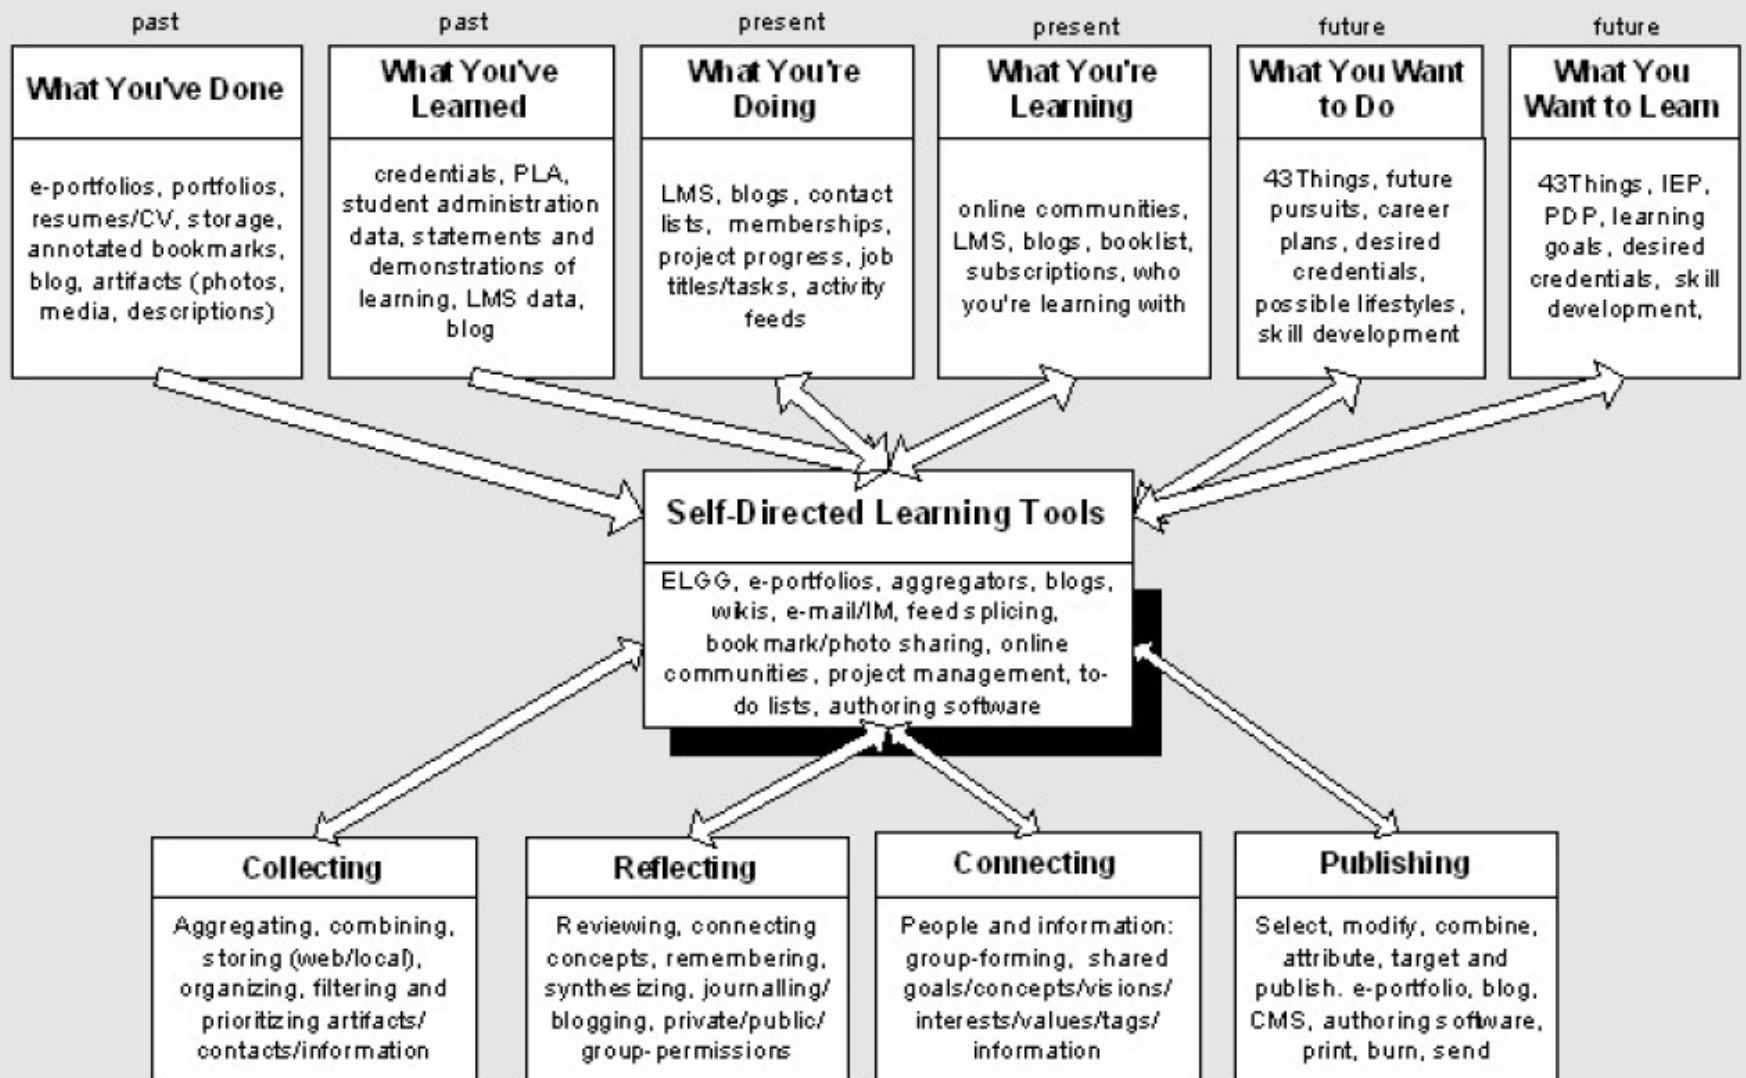 past
past
present
present
future
future
What You've Done
What You've
Learned
What You're
Doing
What You're
Learning
What You Want
to Do
What You
Want to Learn
e-portfolios, portfolios,
resumes/CV, storage,
annotated bookmarks,
blog, artifacts (photos,
media, descriptions)
credentials, PLA,
student administration
data, statements and
demonstrations of
learning, LMS data,
blog
LMS, blogs, contact
lists, memberships,
project progress, job
titles/tasks, activity
feeds
online communities,
LMS, blogs, booklist,
subscriptions, who
you're learning with
43Things, future
pursuits, career
plans, desired
credentials,
possible lifestyles,
skill development
43Things, IEP,
PDP, learning
goals, desired
credentials, skill
development,
Self-Directed Learning Tools
ELGG, e-portfolios, aggregators, blogs,
wikis, e-mail/IM, feed splicing,
bookmark/photo sharing, online
communities, project management, to-
do lists, authoring software
Collecting
Aggregating, combining,
storing (web/local),
organizing, filtering and
prioritizing artifacts/
contacts/information
Reflecting
Reviewing, connecting
concepts, remembering,
synthesizing, journalling/
blogging, private/public/
group-permissions
Connecting
People and information:
group-forming, shared
goals/concepts/visions/
interests/values/tags/
information
Publishing
Select, modify, combine,
attribute, target and
publish. e-portfolio, blog,
CMS, authoring software,
print, burn, send